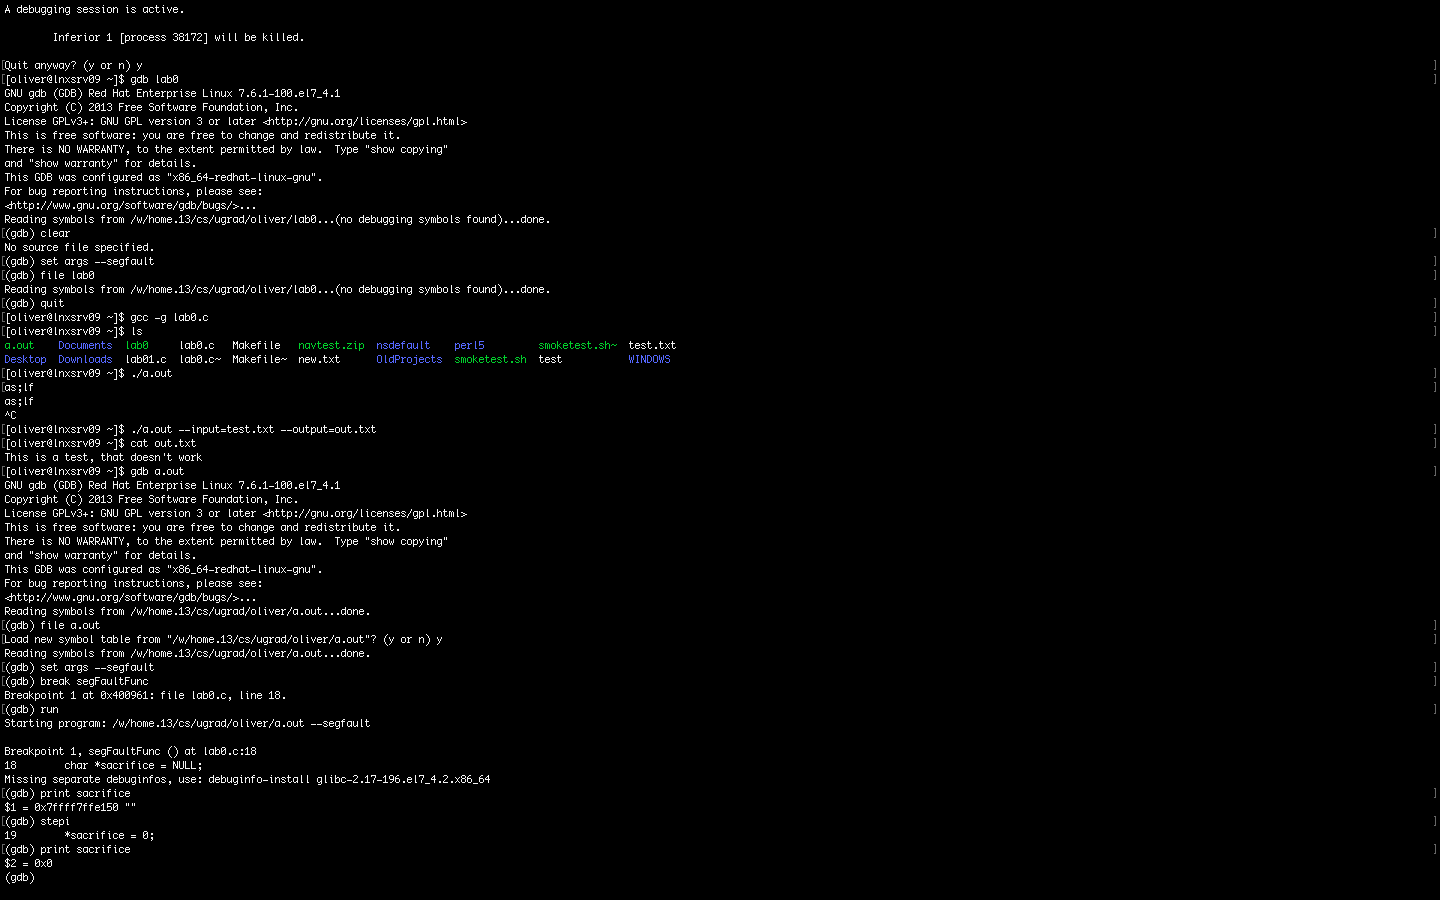 A debugging session is active.
Inferior 1 [process 38172] will be killed.
Quit anyway? (y or n) y
[oliver@lnxsrv09 ~]$ gdb lab0
GNU gdb (GDB) Red Hat Enterprise Linux 7.6.1-100.el7_4.1
Copyright (C) 2013 Free Software Foundation, Inc.
License GPLv3+: GNU GPL version 3 or later <http://gnu.org/licenses/gpl.html>
This is free software: you are free to change and redistribute it.
There is NO WARRANTY, to the extent permitted by law.  Type "show copying"
and "show warranty" for details.
This GDB was configured as "x86_64-redhat-linux-gnu".
For bug reporting instructions, please see:
<http://www.gnu.org/software/gdb/bugs/>...
Reading symbols from /w/home.13/cs/ugrad/oliver/lab0...(no debugging symbols found)...done.
(gdb) clear
No source file specified.
(gdb) set args --segfault
(gdb) file lab0
Reading symbols from /w/home.13/cs/ugrad/oliver/lab0...(no debugging symbols found)...done.
(gdb) quit
[oliver@lnxsrv09 ~]$ gcc -g lab0.c
[oliver@lnxsrv09 ~]$ ls
a.out    Documents  lab0     lab0.c   Makefile   navtest.zip  nsdefault    perl5         smoketest.sh~  test.txt
Desktop  Downloads  lab01.c  lab0.c~  Makefile~  new.txt      OldProjects  smoketest.sh  test           WINDOWS
[oliver@lnxsrv09 ~]$ ./a.out
as;lf
as;lf
^C
[oliver@lnxsrv09 ~]$ ./a.out --input=test.txt --output=out.txt
[oliver@lnxsrv09 ~]$ cat out.txt
This is a test, that doesn't work
[oliver@lnxsrv09 ~]$ gdb a.out
GNU gdb (GDB) Red Hat Enterprise Linux 7.6.1-100.el7_4.1
Copyright (C) 2013 Free Software Foundation, Inc.
License GPLv3+: GNU GPL version 3 or later <http://gnu.org/licenses/gpl.html>
This is free software: you are free to change and redistribute it.
There is NO WARRANTY, to the extent permitted by law.  Type "show copying"
and "show warranty" for details.
This GDB was configured as "x86_64-redhat-linux-gnu".
For bug reporting instructions, please see:
<http://www.gnu.org/software/gdb/bugs/>...
Reading symbols from /w/home.13/cs/ugrad/oliver/a.out...done.
(gdb) file a.out
Load new symbol table from "/w/home.13/cs/ugrad/oliver/a.out"? (y or n) y
Reading symbols from /w/home.13/cs/ugrad/oliver/a.out...done.
(gdb) set args --segfault
(gdb) break segFaultFunc
Breakpoint 1 at 0x400961: file lab0.c, line 18.
(gdb) run
Starting program: /w/home.13/cs/ugrad/oliver/a.out --segfault
Breakpoint 1, segFaultFunc () at lab0.c:18
18        char *sacrifice = NULL;
Missing separate debuginfos, use: debuginfo-install glibc-2.17-196.el7_4.2.x86_64
(gdb) print sacrifice
$1 = 0x7ffff7ffe150 ""
(gdb) stepi
19        *sacrifice = 0;
(gdb) print sacrifice
$2 = 0x0
(gdb)